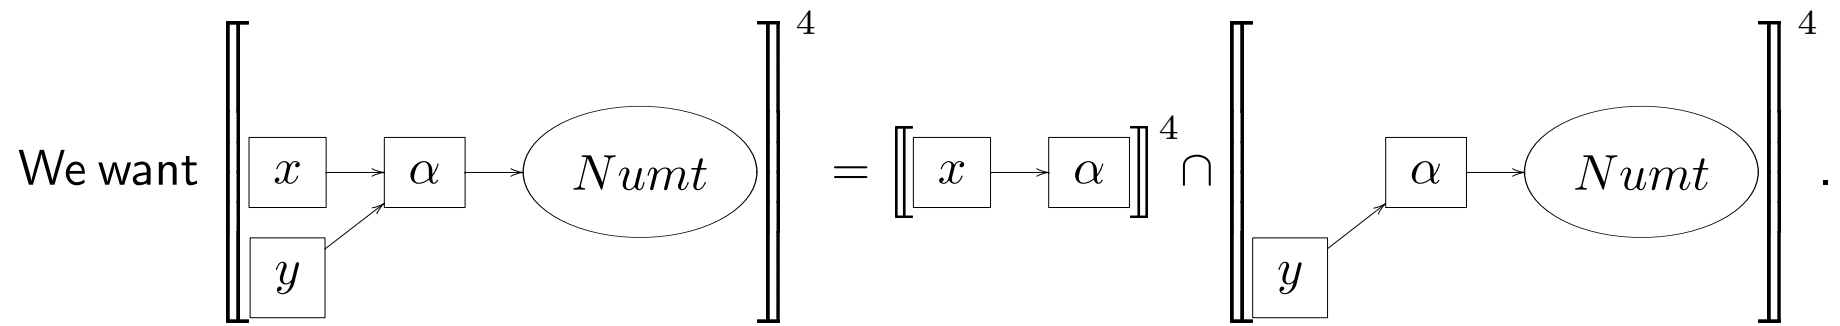 We want ⟦ x → α → Numt y ⟧ 4 = ⟦ x → α ⟧ 4 ∩ ⟦ y α → Numt ⟧ 4 .